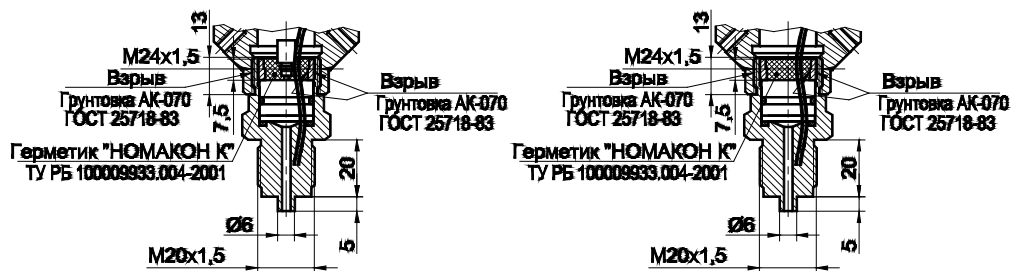 13
M24x1,5
Взрыв
Грунтовка АК-070
ГОСТ 25718-83
7,5
Взрыв
Грунтовка АК-070
ГОСТ 25718-83
Герметик "НОМАКОН К"
ТУ РБ 100009933.004-2001
20
Ø6
5
M20x1,5
13
M24x1,5
Взрыв
Грунтовка АК-070
ГОСТ 25718-83
7,5
Взрыв
Грунтовка АК-070
ГОСТ 25718-83
Герметик "НОМАКОН К"
ТУ РБ 100009933.004-2001
20
Ø6
5
M20x1,5